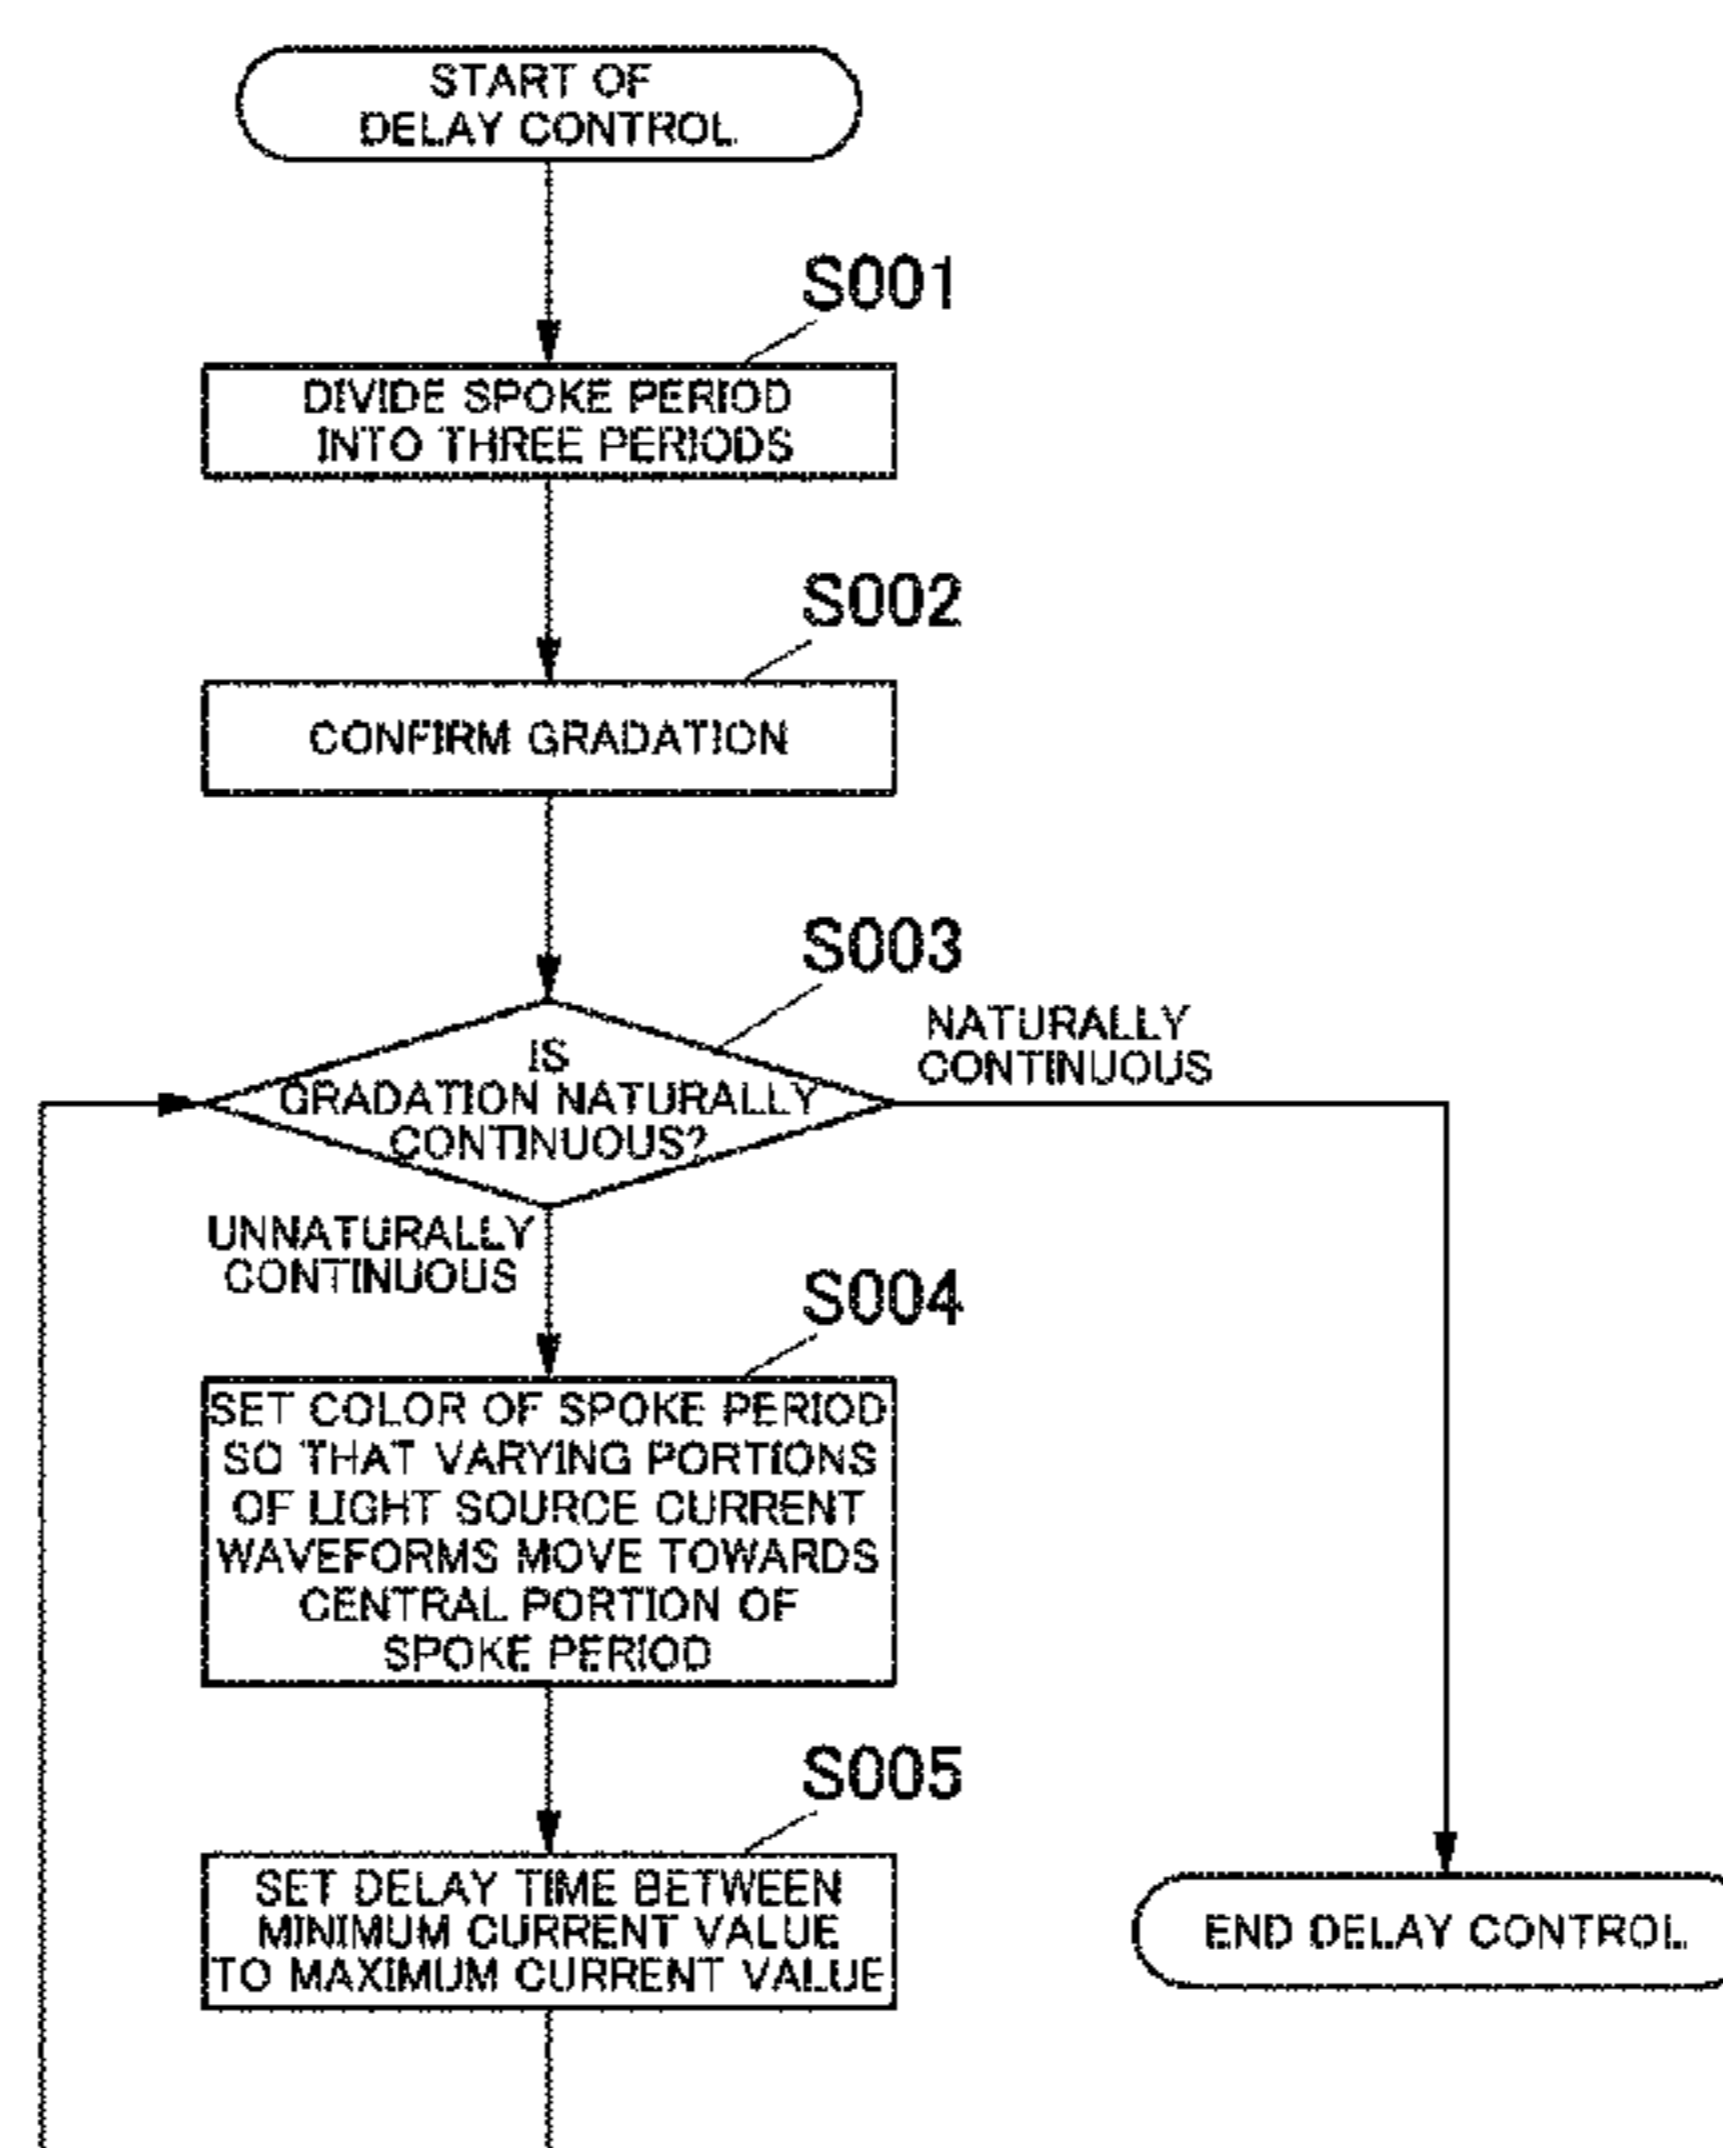 START OF
DELAY CONTROL
S001
DIVIDE SPOKE PERIOD
INTO THREE PERIODS
S002
CONFIRM GRADATION
S003
IS
GRADATION NATURALLY
CONTINUOUS?
NATURALLY
CONTINUOUS
UNNATURALLY
CONTINUOUS
S004
SET COLOR OF SPOKE PERIOD
SO THAT VARYING PORTIONS
OF LIGHT SOURCE CURRENT
WAVEFORMS MOVE TOWARDS
CENTRAL PORTION OF
SPOKE PERIOD
S005
SET DELAY TIME BETWEEN
MINIMUM CURRENT VALUE
TO MAXIMUM CURRENT VALUE
END DELAY CONTROL